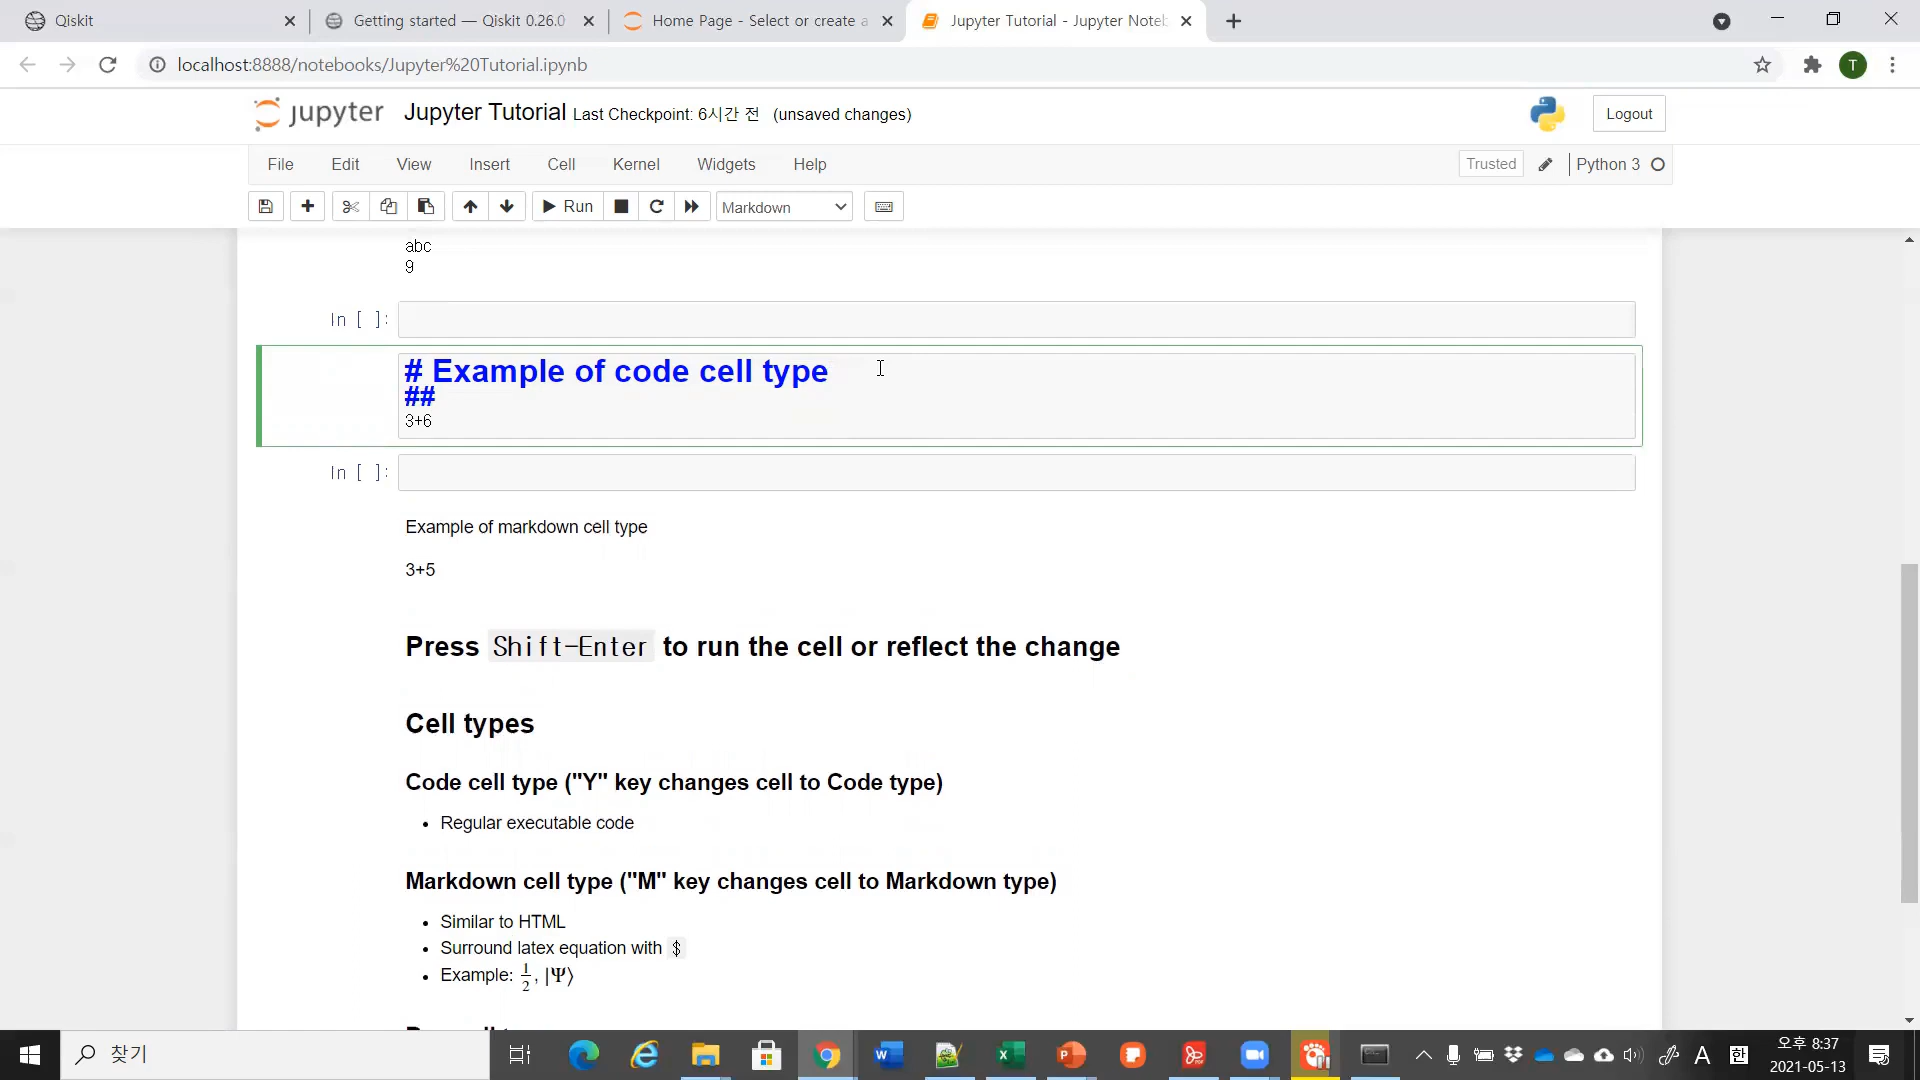 Qiskit
Getting started — Qiskit 0.26.0
Home Page - Select or create a
Jupyter Tutorial - Jupyter Noteb
localhost:8888/notebooks/Jupyter%20Tutorial.ipynb
T
jupyter Jupyter Tutorial Last Checkpoint: 6시간 전 (unsaved changes)
Logout
File Edit View Insert Cell Kernel Widgets Help
Trusted Python 3
Run Markdown
abc
9
In [ ]:
# Example of code cell type
##
3+6
In [ ]:
Example of markdown cell type
3+5
Press Shift-Enter to run the cell or reflect the change
Cell types
Code cell type ("Y" key changes cell to Code type)
• Regular executable code
Markdown cell type ("M" key changes cell to Markdown type)
• Similar to HTML
• Surround latex equation with $
• Example: 1/2, |Ψ⟩
찾기
A 한
오후 8:37
2021-05-13